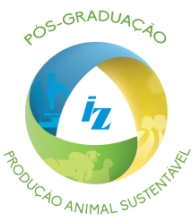 PÓS-GRADUAÇÃO
iz
PRODUÇÃO ANIMAL SUSTENTÁVEL